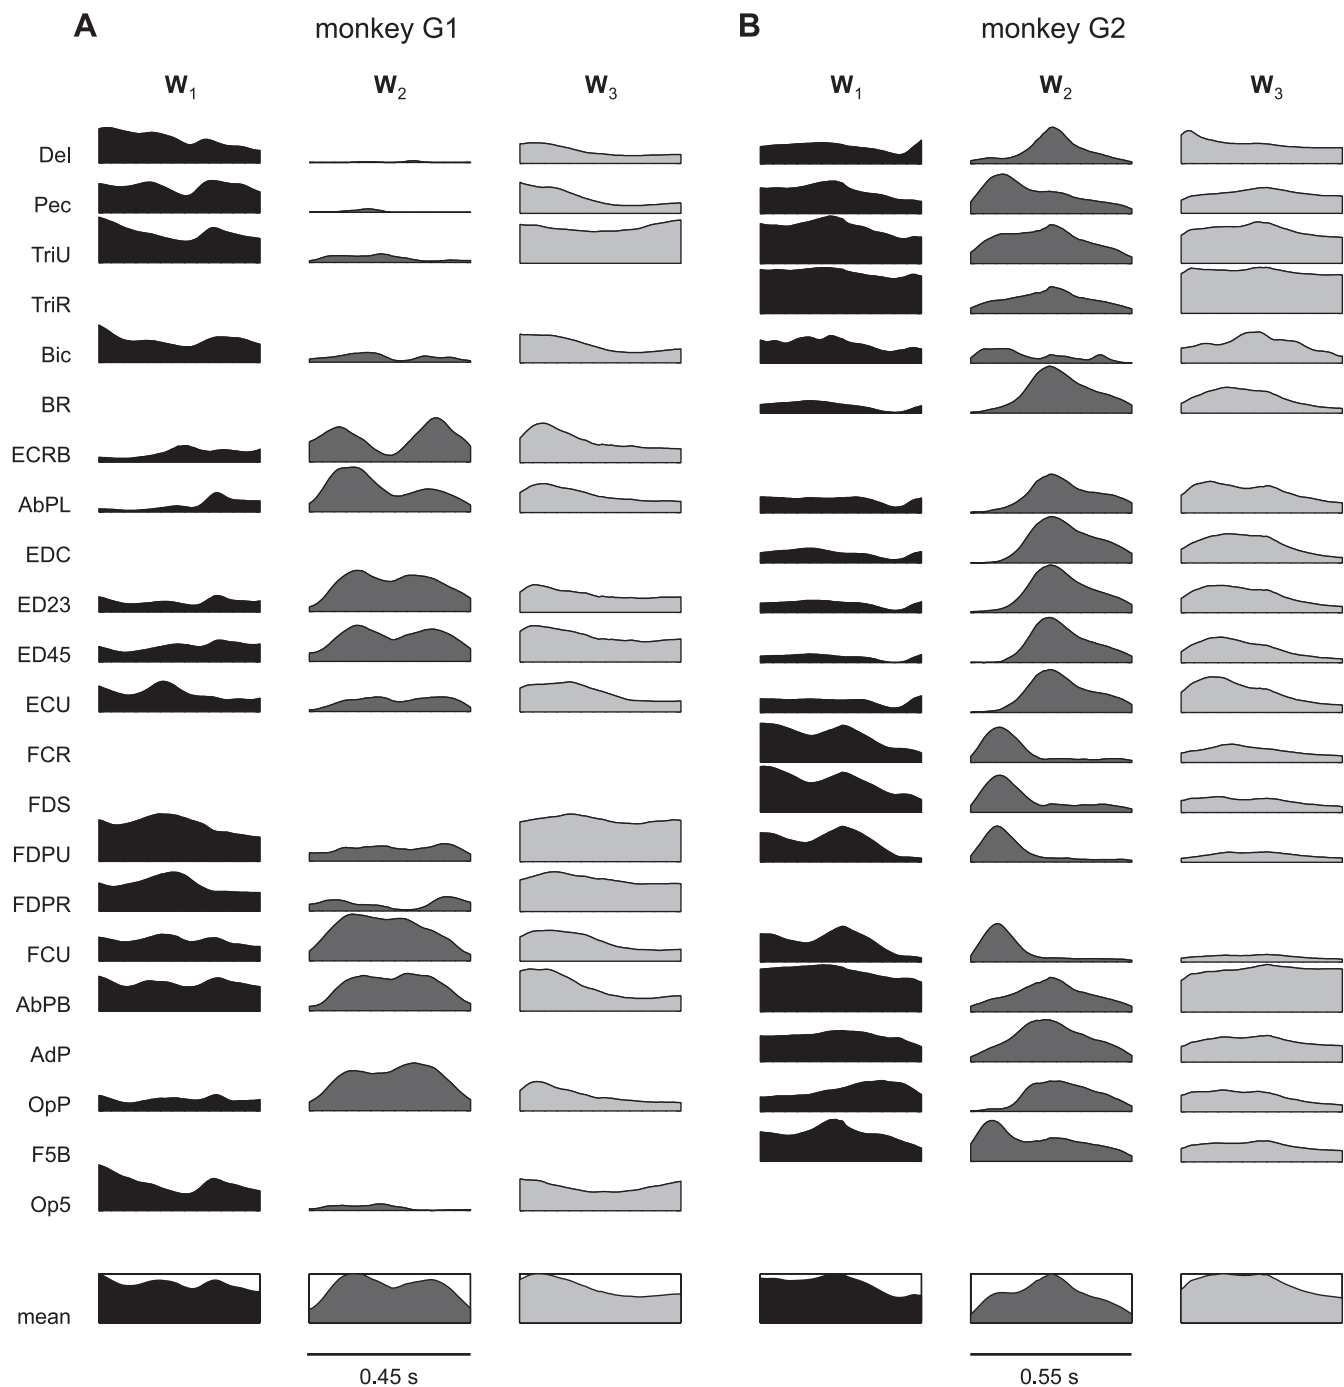 A monkey G1 B monkey G2
W1 W2 W3 W1 W2 W3
Del
Pec
TriU
TriR
Bic
BR
ECRB
AbPL
EDC
ED23
ED45
ECU
FCR
FDS
FDPU
FDPR
FCU
AbPB
AdP
OpP
F5B
Op5
mean
0.45 s 0.55 s